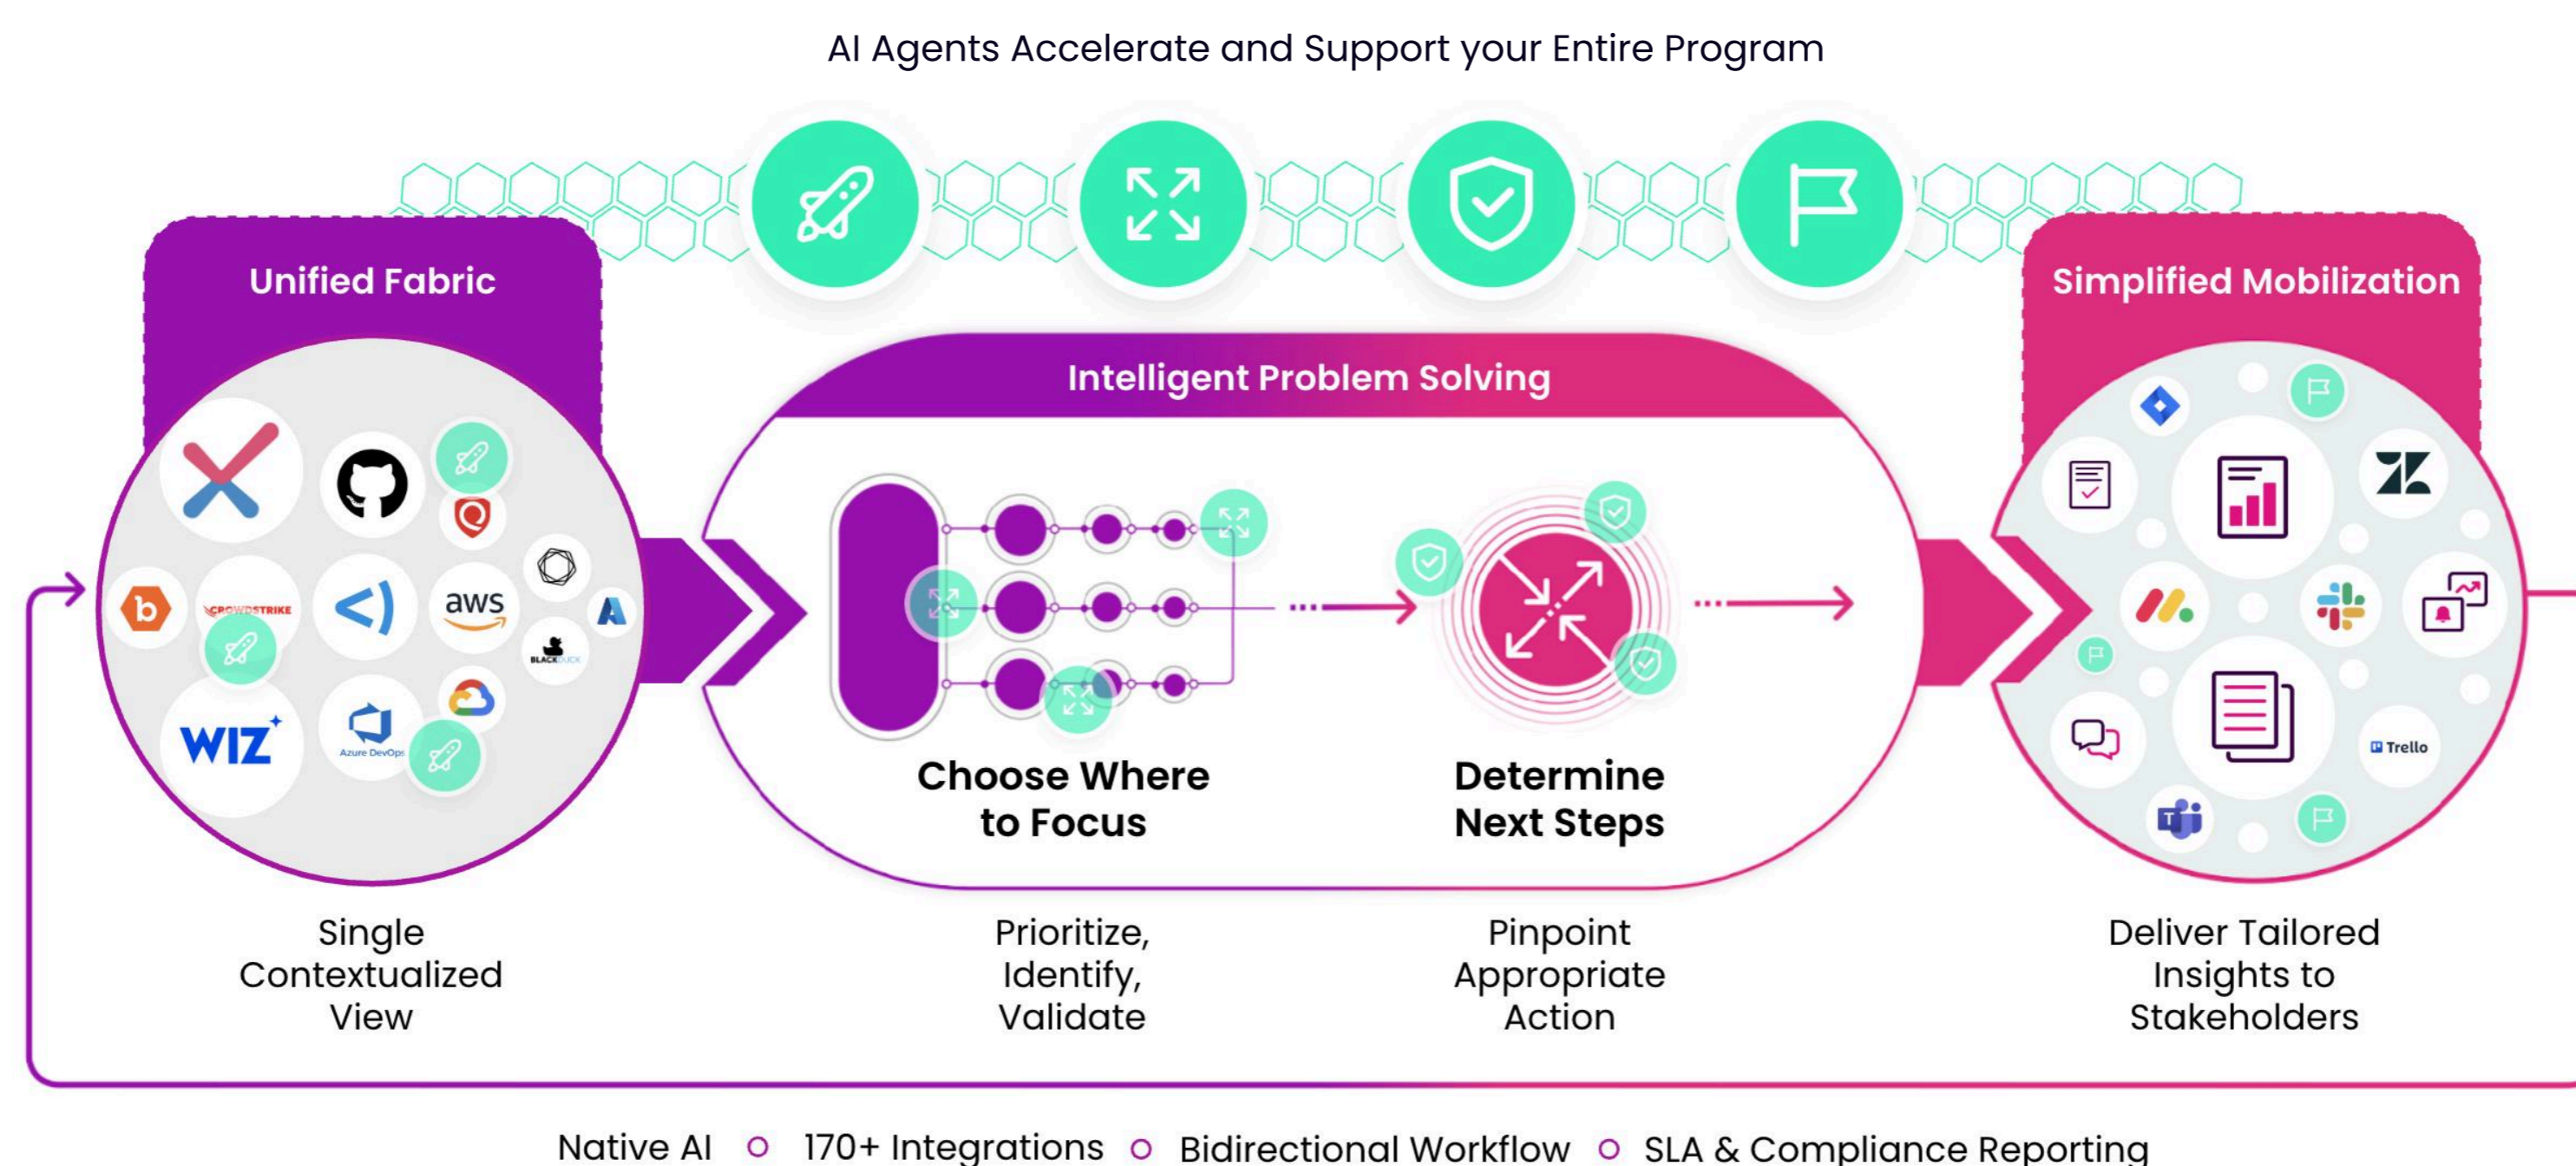 AI Agents Accelerate and Support your Entire Program
Unified Fabric
Simplified Mobilization
Intelligent Problem Solving
b
CROWDSTRIKE
aws
BLACKDUCK
WIZ
Azure DevOps
Trello
T
Choose Where
to Focus
Determine
Next Steps
Single
Contextualized
View
Prioritize,
Identify,
Validate
Pinpoint
Appropriate
Action
Deliver Tailored
Insights to
Stakeholders
Native AI
170+ Integrations
Bidirectional Workflow
SLA & Compliance Reporting